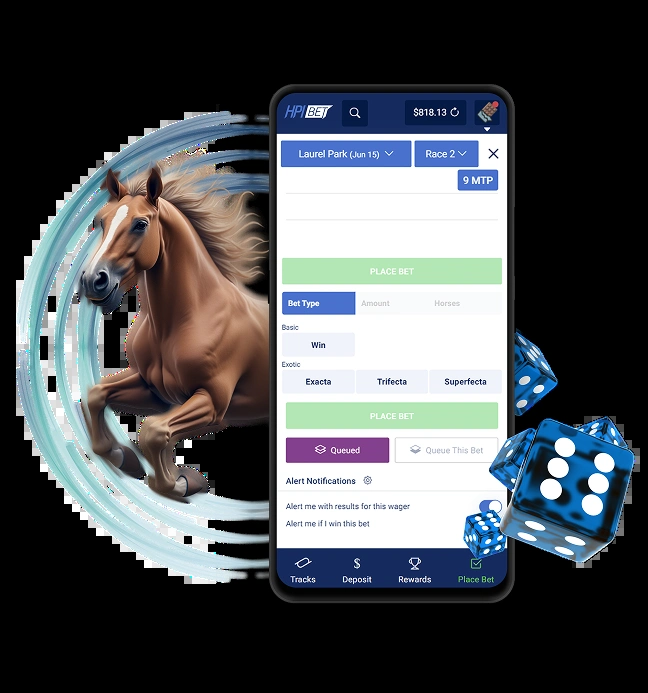 HPI BET
$818.13
Laurel Park (Jun 15)
Race 2
9 MTP
PLACE BET
Bet Type
Amount
Horses
Basic
Win
Exotic
Exacta
Trifecta
Superfecta
PLACE BET
Queued
Queue This Bet
Alert Notifications
Alert me with results for this wager
Alert me if I win this bet
Tracks
Deposit
Rewards
Place Bet